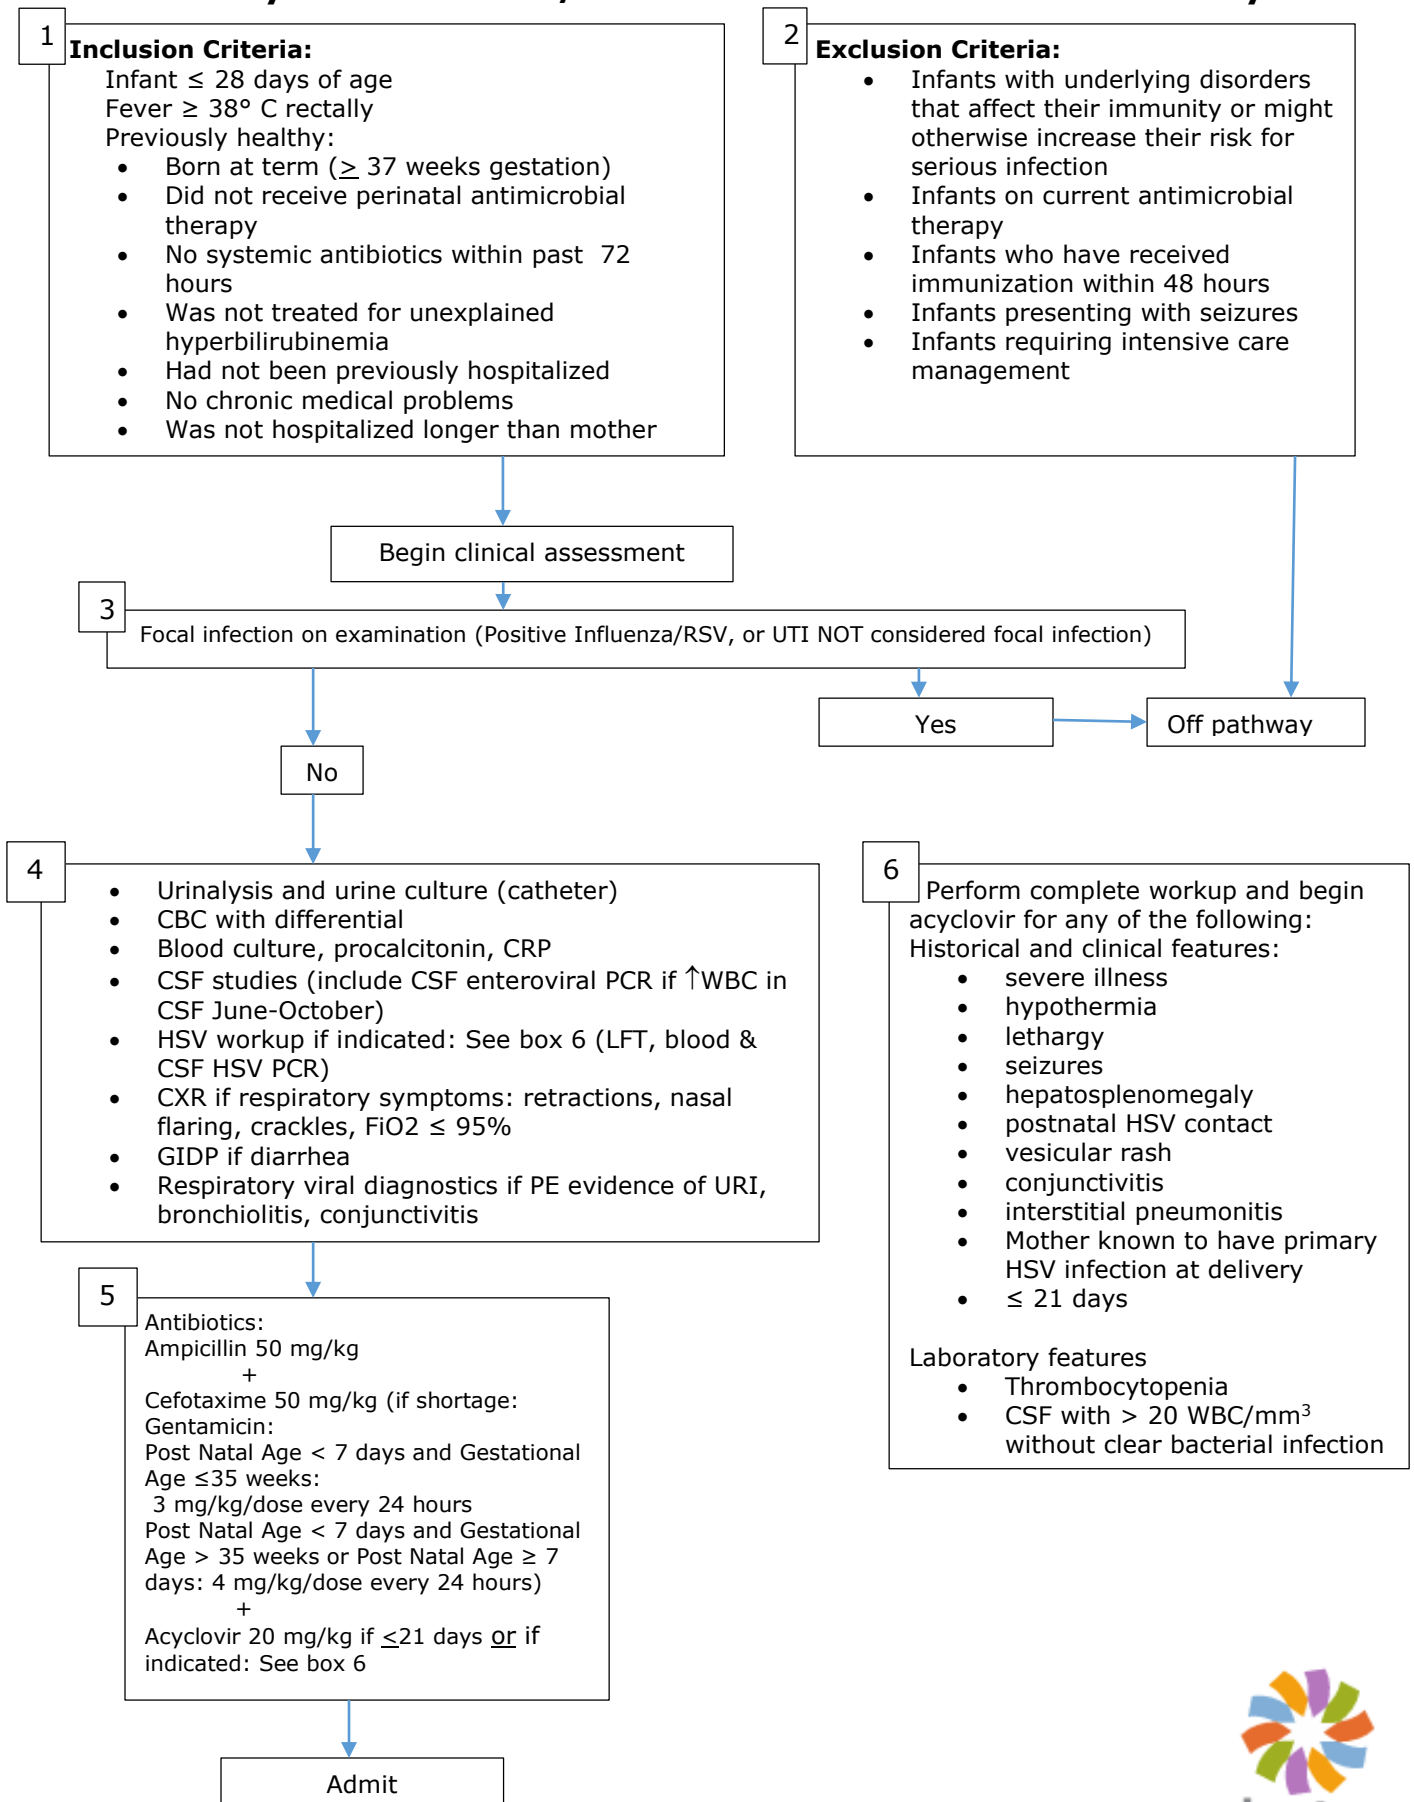 1
Inclusion Criteria:
Infant ≤ 28 days of age
Fever ≥ 38° C rectally
Previously healthy:
• Born at term (≥ 37 weeks gestation)
• Did not receive perinatal antimicrobial
therapy
• No systemic antibiotics within past 72
hours
• Was not treated for unexplained
hyperbilirubinemia
• Had not been previously hospitalized
• No chronic medical problems
• Was not hospitalized longer than mother
2
Exclusion Criteria:
• Infants with underlying disorders
that affect their immunity or might
otherwise increase their risk for
serious infection
• Infants on current antimicrobial
therapy
• Infants who have received
immunization within 48 hours
• Infants presenting with seizures
• Infants requiring intensive care
management
Begin clinical assessment
3
Focal infection on examination (Positive Influenza/RSV, or UTI NOT considered focal infection)
Yes
Off pathway
No
4
• Urinalysis and urine culture (catheter)
• CBC with differential
• Blood culture, procalcitonin, CRP
• CSF studies (include CSF enteroviral PCR if ↑WBC in
CSF June-October)
• HSV workup if indicated: See box 6 (LFT, blood &
CSF HSV PCR)
• CXR if respiratory symptoms: retractions, nasal
flaring, crackles, FiO2 ≤ 95%
• GIDP if diarrhea
• Respiratory viral diagnostics if PE evidence of URI,
bronchiolitis, conjunctivitis
5
Antibiotics:
Ampicillin 50 mg/kg
+
Cefotaxime 50 mg/kg (if shortage:
Gentamicin:
Post Natal Age < 7 days and Gestational
Age ≤35 weeks:
3 mg/kg/dose every 24 hours
Post Natal Age < 7 days and Gestational
Age > 35 weeks or Post Natal Age ≥ 7
days: 4 mg/kg/dose every 24 hours)
+
Acyclovir 20 mg/kg if ≤21 days or if
indicated: See box 6
Admit
6
Perform complete workup and begin
acyclovir for any of the following:
Historical and clinical features:
• severe illness
• hypothermia
• lethargy
• seizures
• hepatosplenomegaly
• postnatal HSV contact
• vesicular rash
• conjunctivitis
• interstitial pneumonitis
• Mother known to have primary
HSV infection at delivery
• ≤ 21 days
Laboratory features
• Thrombocytopenia
• CSF with > 20 WBC/mm³
without clear bacterial infection